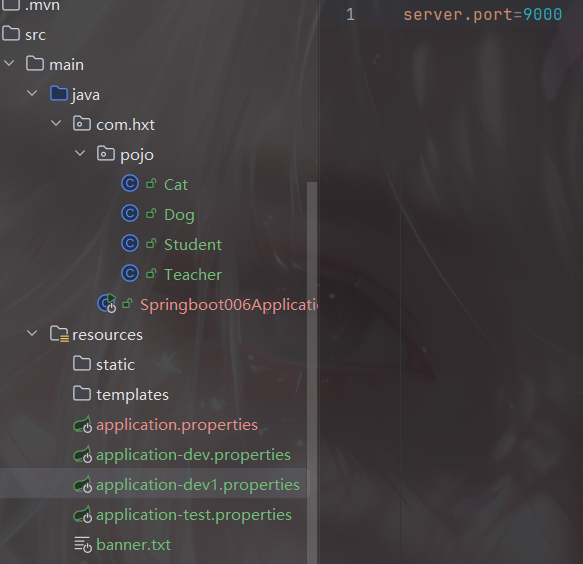 .mvn
src
main
java
com.hxt
pojo
Cat
Dog
Student
Teacher
Springboot006Applicati
resources
static
templates
application.properties
application-dev.properties
application-dev1.properties
application-test.properties
banner.txt
1 server.port=9000